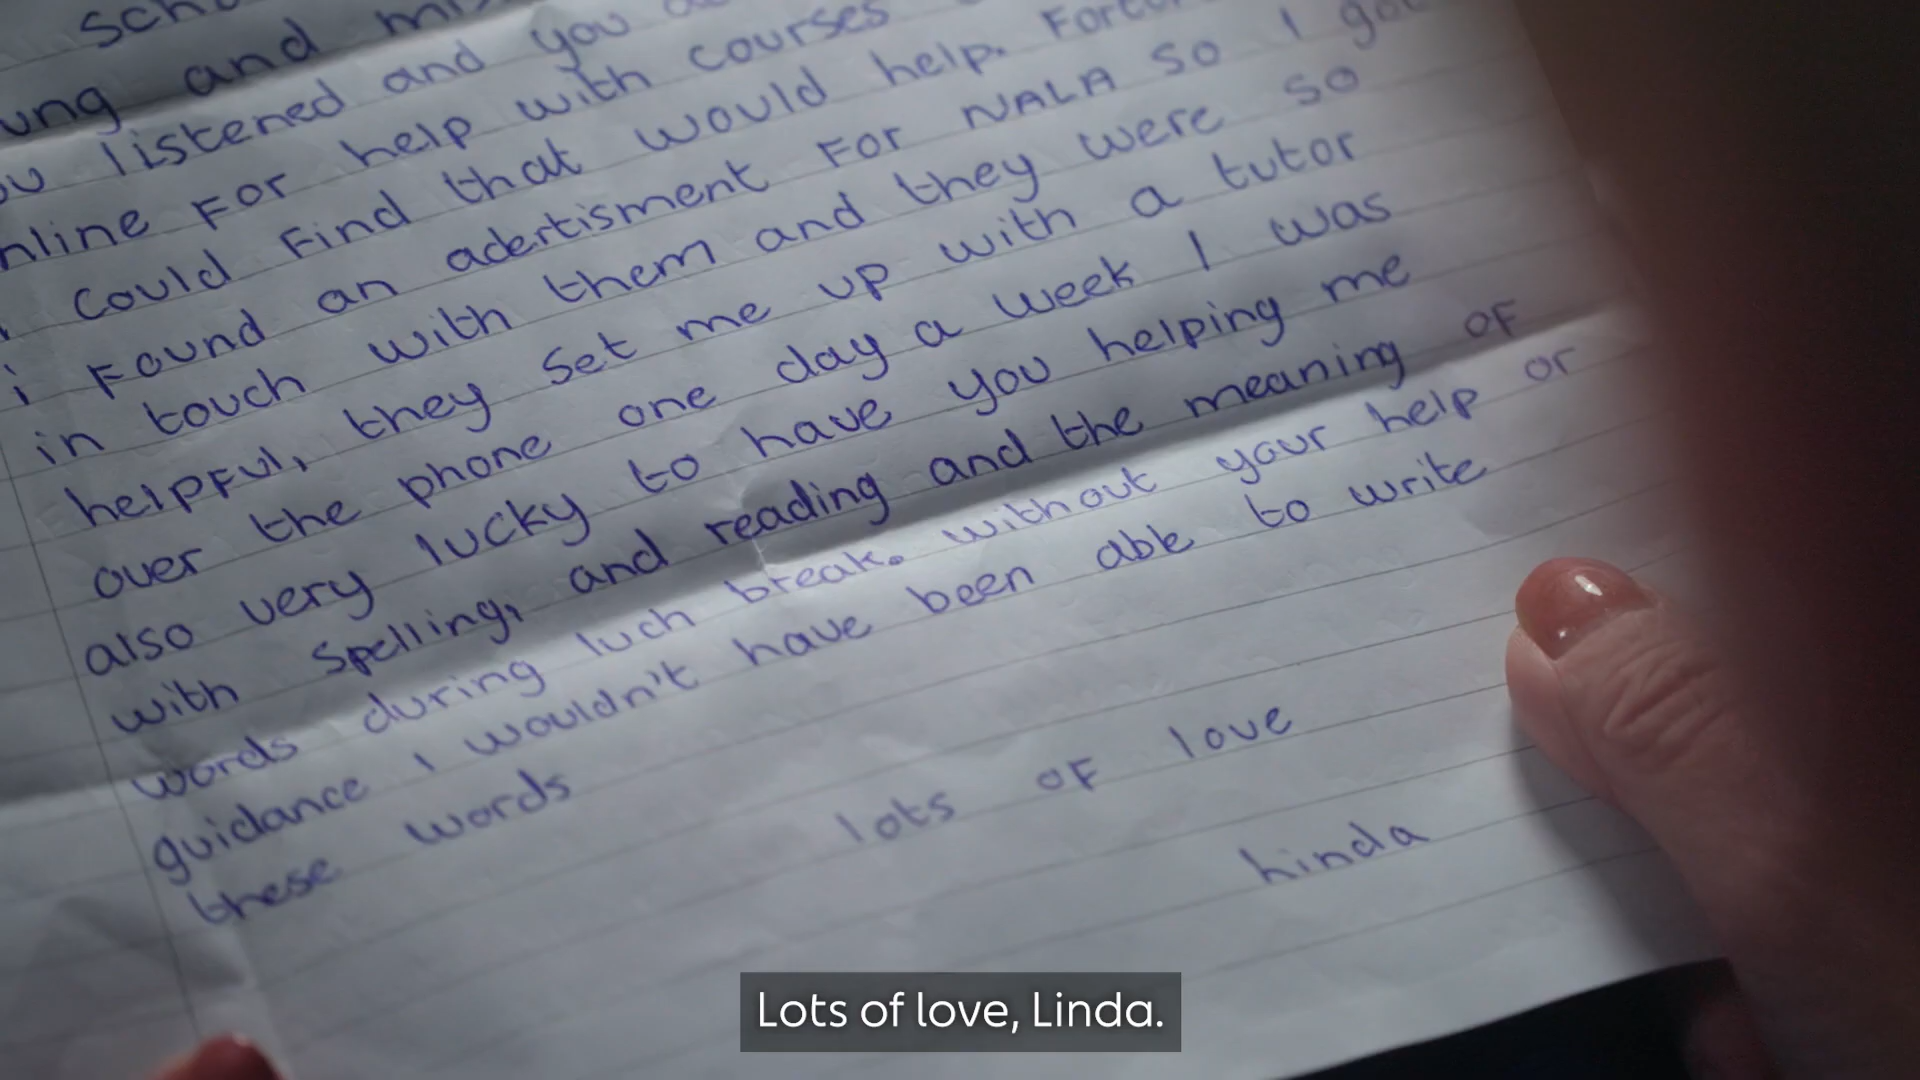 and
listened and you
For help with courses
Could Find that would help.
i Found an adertisment For NALA so I got
in touch with them and they were so
helpful, they set me up with a tutor
over the phone one day a week I was
also very lucky to have you helping me
with spelling, and reading and the meaning of
words during luch break. without your help or
guidance I wouldn't have been able to write
these words
lots of love
Linda
Lots of love, Linda.